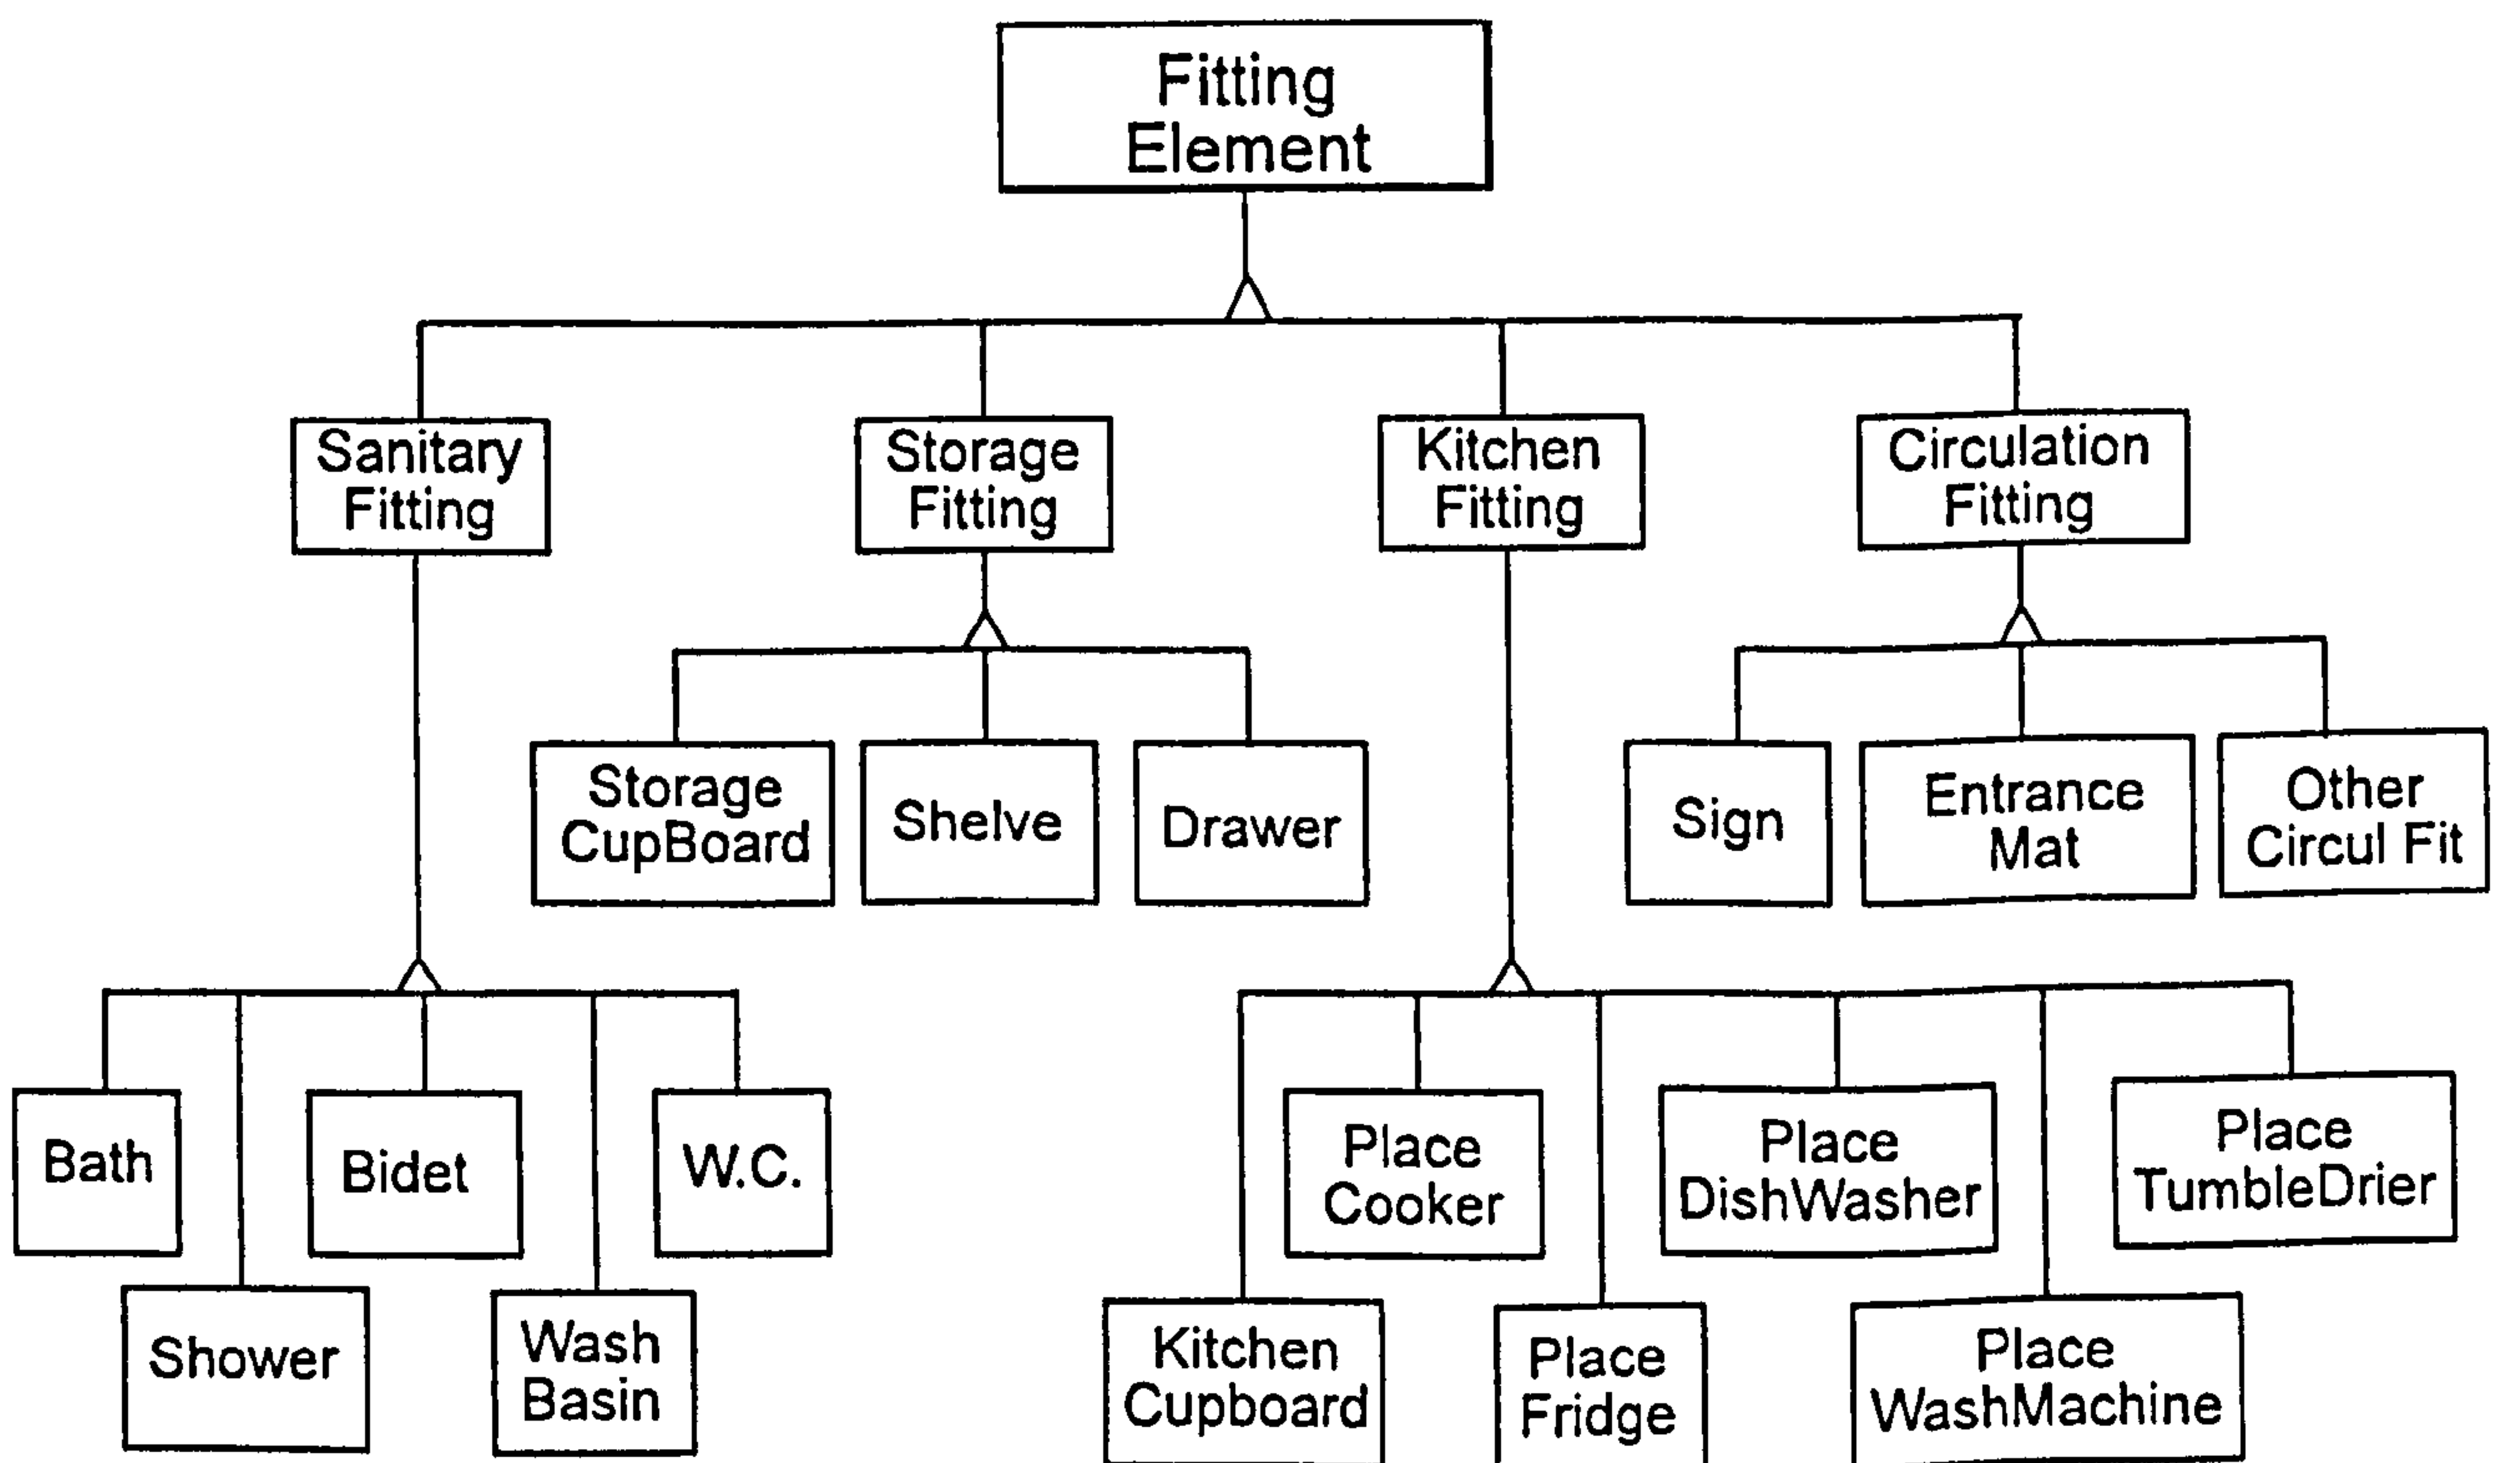 Fitting
Element
Sanitary
Fitting
Storage
Fitting
Kitchen
Fitting
Circulation
Fitting
Storage
CupBoard
Shelve
Drawer
Sign
Entrance
Mat
Other
Circul Fit
Bath
Bidet
W.C.
Place
Cooker
Place
DishWasher
Place
TumbleDrier
Shower
Wash
Basin
Kitchen
Cupboard
Place
Fridge
Place
WashMachine